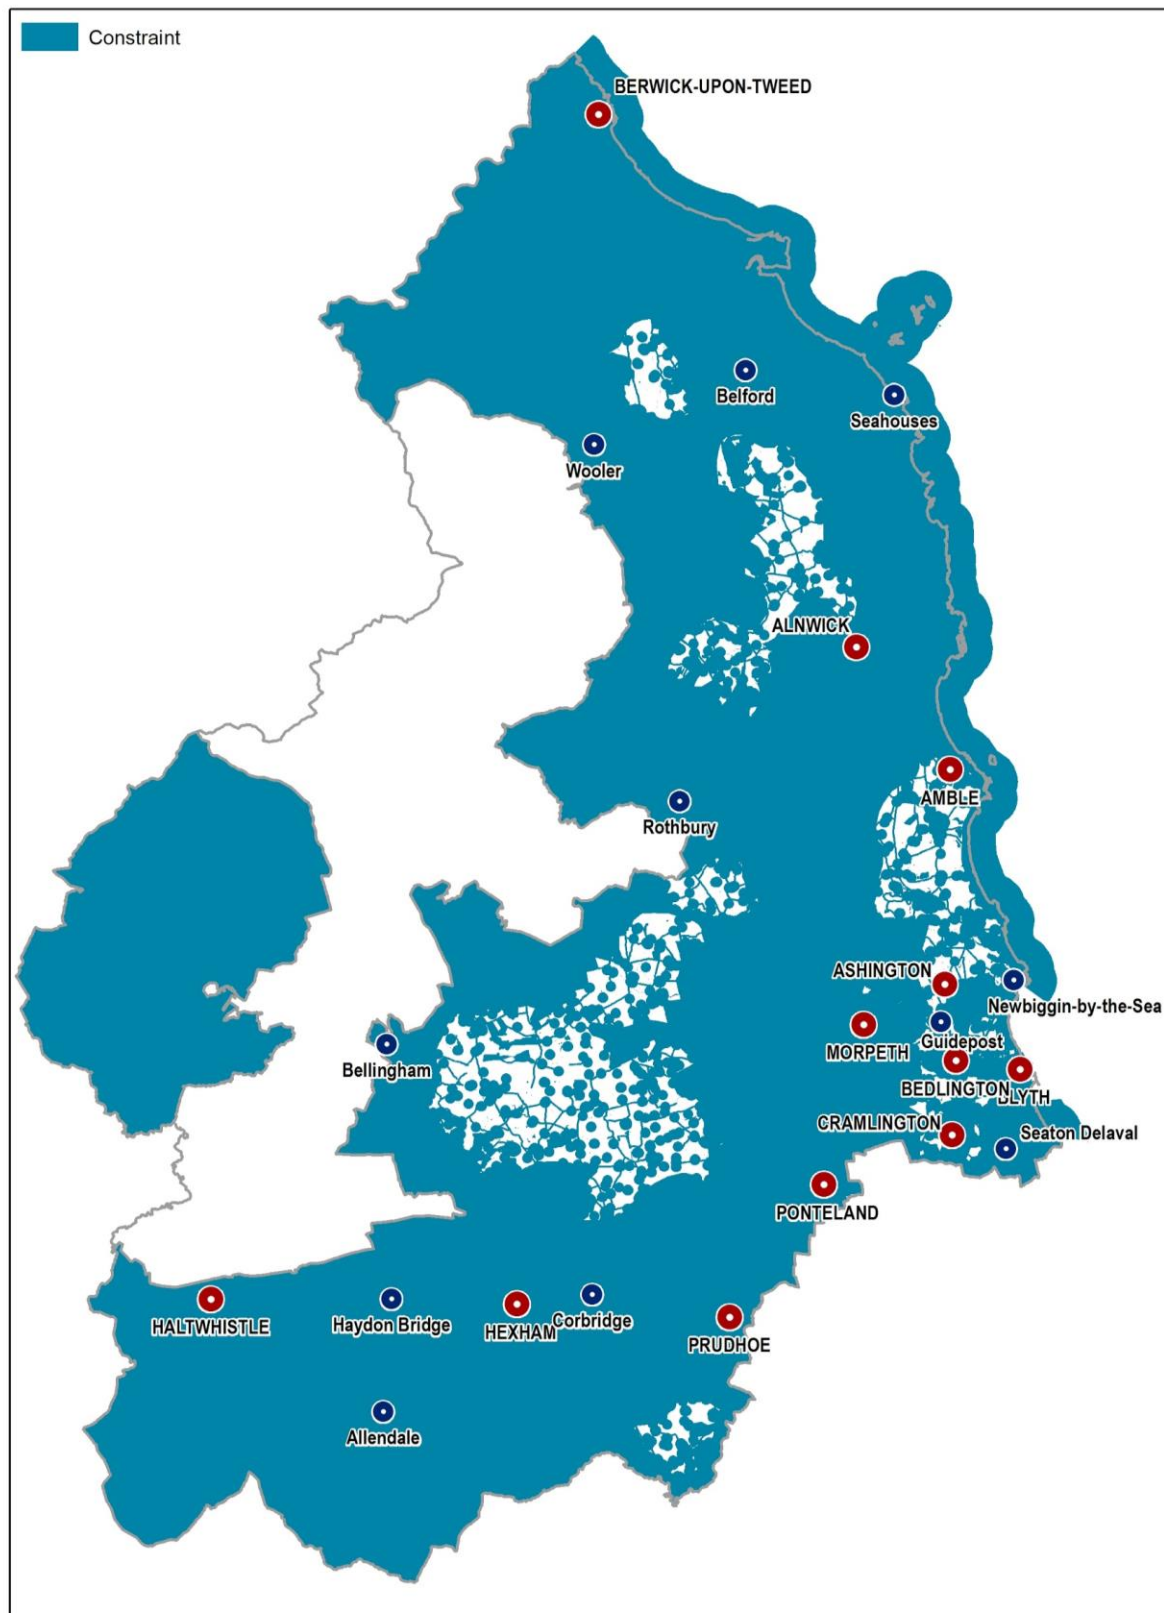 Constraint
BERWICK-UPON-TWEED
Belford
Seahouses
Wooler
ALNWICK
AMBLE
Rothbury
ASHINGTON
Newbiggin-by-the-Sea
MORPETH
Guidepost
Bellingham
BEDLINGTON
BLYTH
CRAMLINGTON
Seaton Delaval
PONTELAND
HALTWHISTLE
Haydon Bridge
HEXHAM
Corbridge
PRUDHOE
Allendale